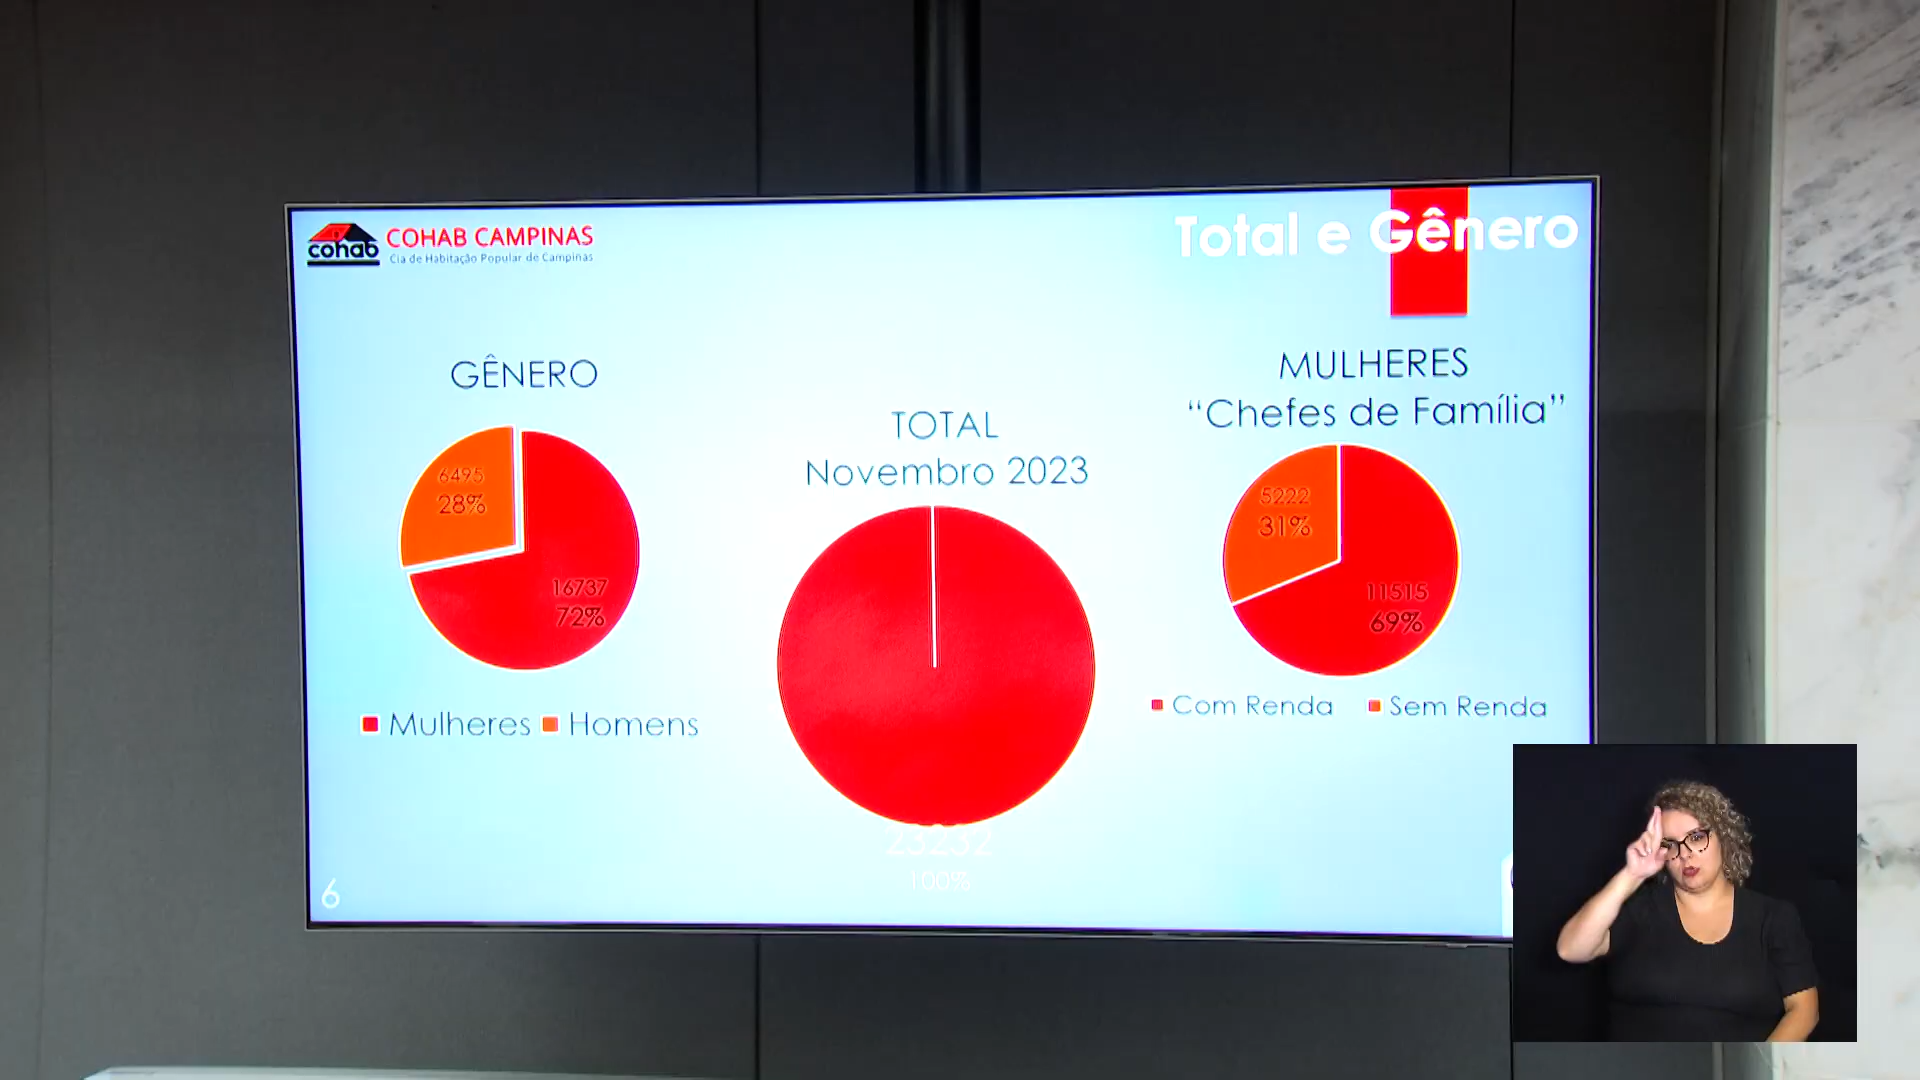 cohab
COHAB CAMPINAS
Cia de Habitação Popular de Campinas
Total e Gênero
GÊNERO
6495
28%
16737
72%
Mulheres
Homens
TOTAL
Novembro 2023
23232
100%
MULHERES
“Chefes de Família”
5222
31%
11515
69%
Com Renda
Sem Renda
6